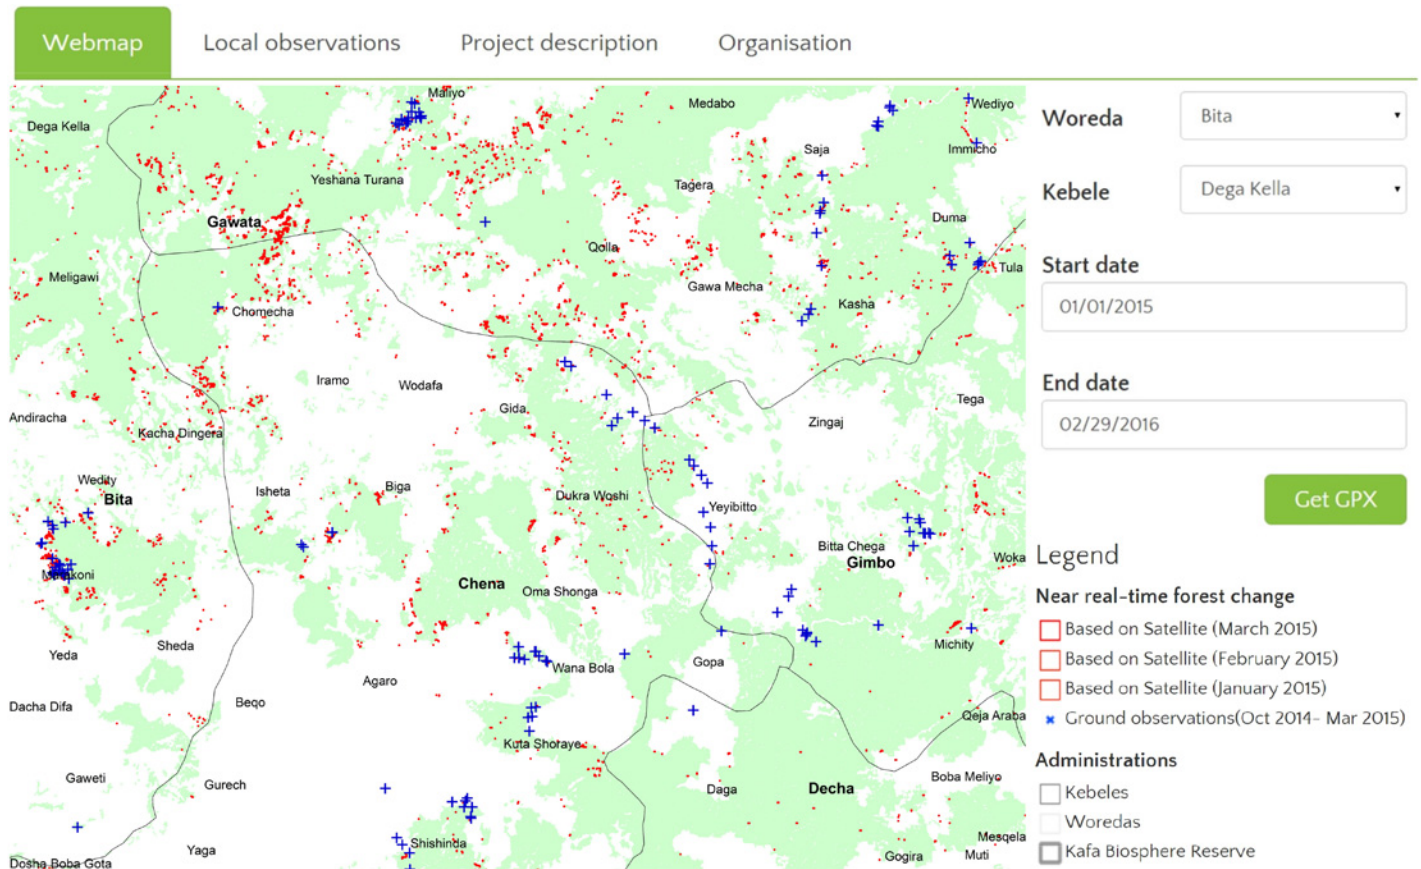 Webmap Local observations Project description Organisation
Maliyo
Medabo
Wediyo
Dega Kella
Saja
Immicho
Yeshana Turana
Tagera
Gawata
Duma
Qolla
Tula
Meligawi
Gawa Mecha
Kasha
Chomecha
Iramo
Wodafa
Tega
Gida
Andiracha
Zingaj
Kacha Dingera
Wedity
Bita
Isheta
Biga
Dukra Woshi
Yeyibitto
Bitta Chega
Gimbo
Woka
Chena
Oma Shonga
Yeda
Sheda
Michity
Gopa
Wana Bola
Agaro
Beqo
Dacha Difa
Qeja Araba
Kuta Shoraye
Gaweti
Gurech
Daga
Decha
Boba Meliyo
Shishinda
Mesqela
Yaga
Gogira
Muti
Dosha Boba Gota
Woreda
Bita
Kebele
Dega Kella
Start date
01/01/2015
End date
02/29/2016
Get GPX
Legend
Near real-time forest change
Based on Satellite (March 2015)
Based on Satellite (February 2015)
Based on Satellite (January 2015)
Ground observations(Oct 2014- Mar 2015)
Administrations
Kebeles
Woredas
Kafa Biosphere Reserve